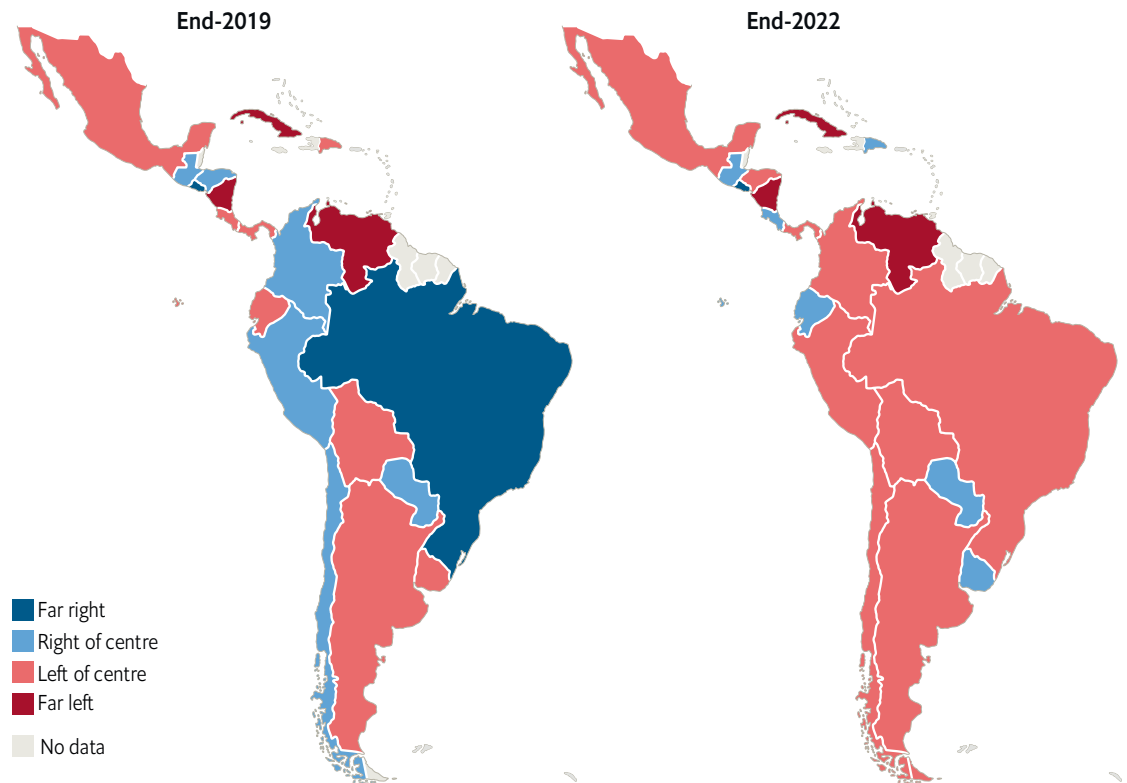 End-2019
End-2022
Far right
Right of centre
Left of centre
Far left
No data